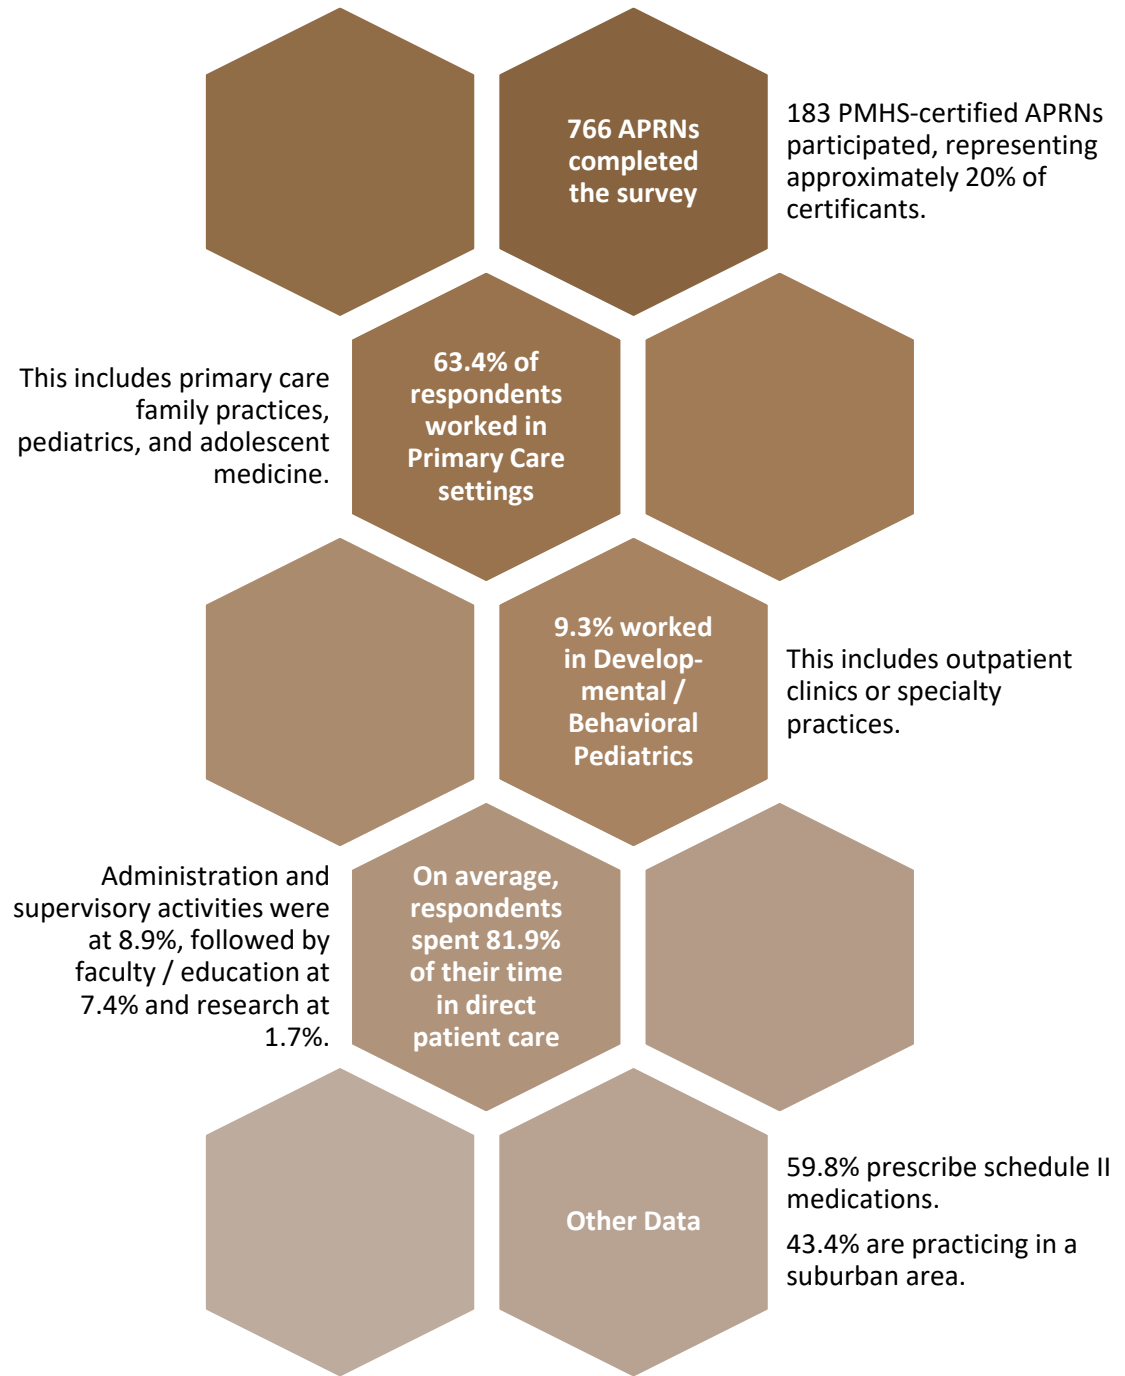 766 APRNs
completed
the survey
183 PMHS-certified APRNs
participated, representing
approximately 20% of
certificants.
63.4% of
respondents
worked in
Primary Care
settings
This includes primary care
family practices,
pediatrics, and adolescent
medicine.
9.3% worked
in Develop-
mental /
Behavioral
Pediatrics
This includes outpatient
clinics or specialty
practices.
On average,
respondents
spent 81.9%
of their time
in direct
patient care
Administration and
supervisory activities were
at 8.9%, followed by
faculty / education at
7.4% and research at
1.7%.
Other Data
59.8% prescribe schedule II
medications.
43.4% are practicing in a
suburban area.